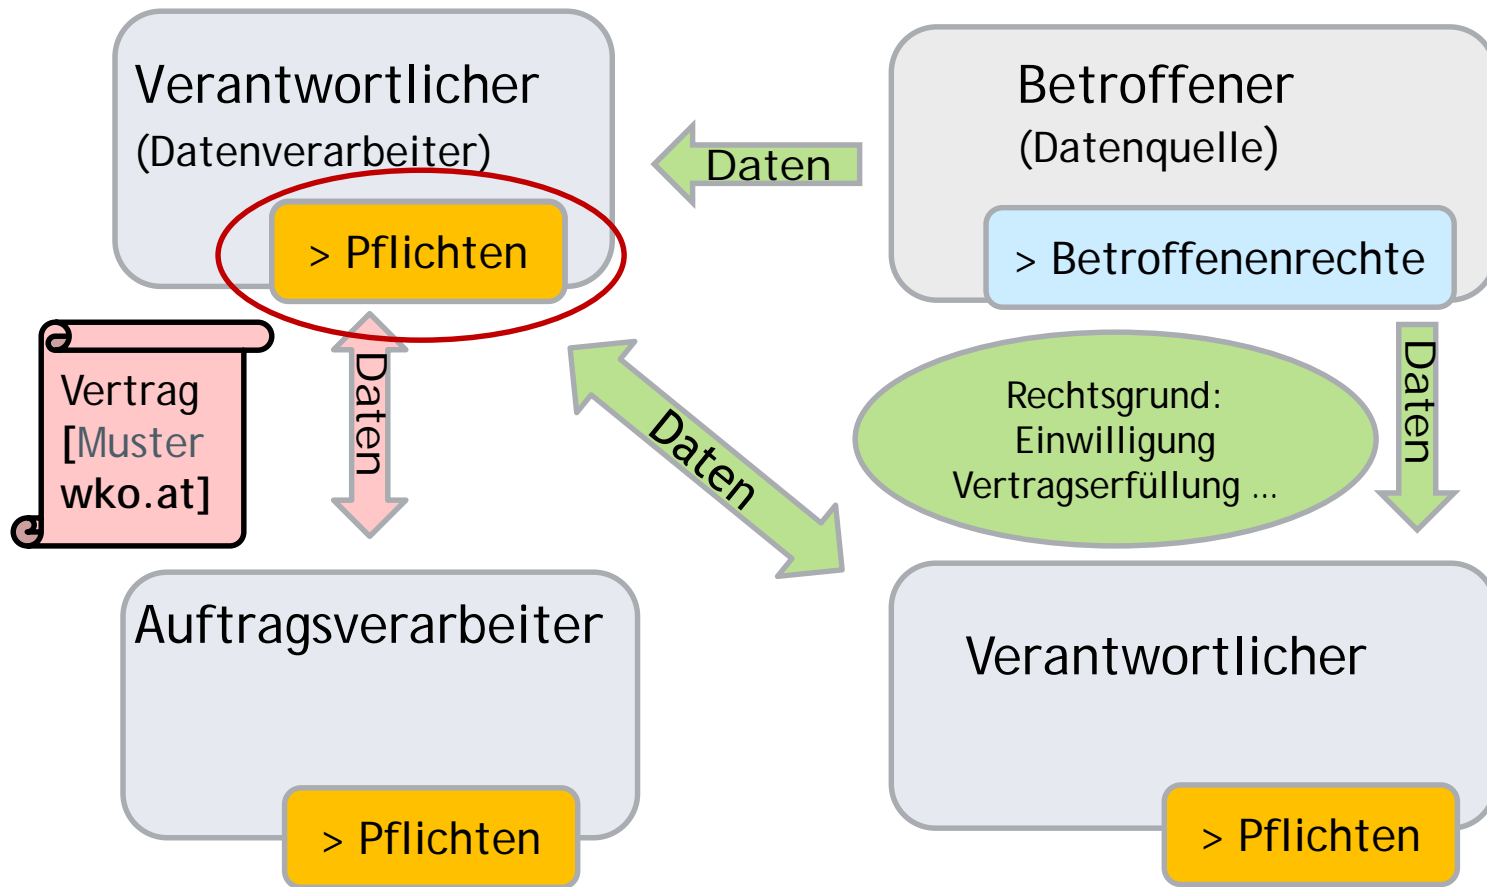 Verantwortlicher
(Datenverarbeiter)
> Pflichten
Daten
Betroffener
(Datenquelle)
> Betroffenenrechte
Vertrag
[Muster
wko.at]
Daten
Daten
Rechtsgrund:
Einwilligung
Vertragserfüllung ...
Daten
Auftragsverarbeiter
> Pflichten
Verantwortlicher
> Pflichten